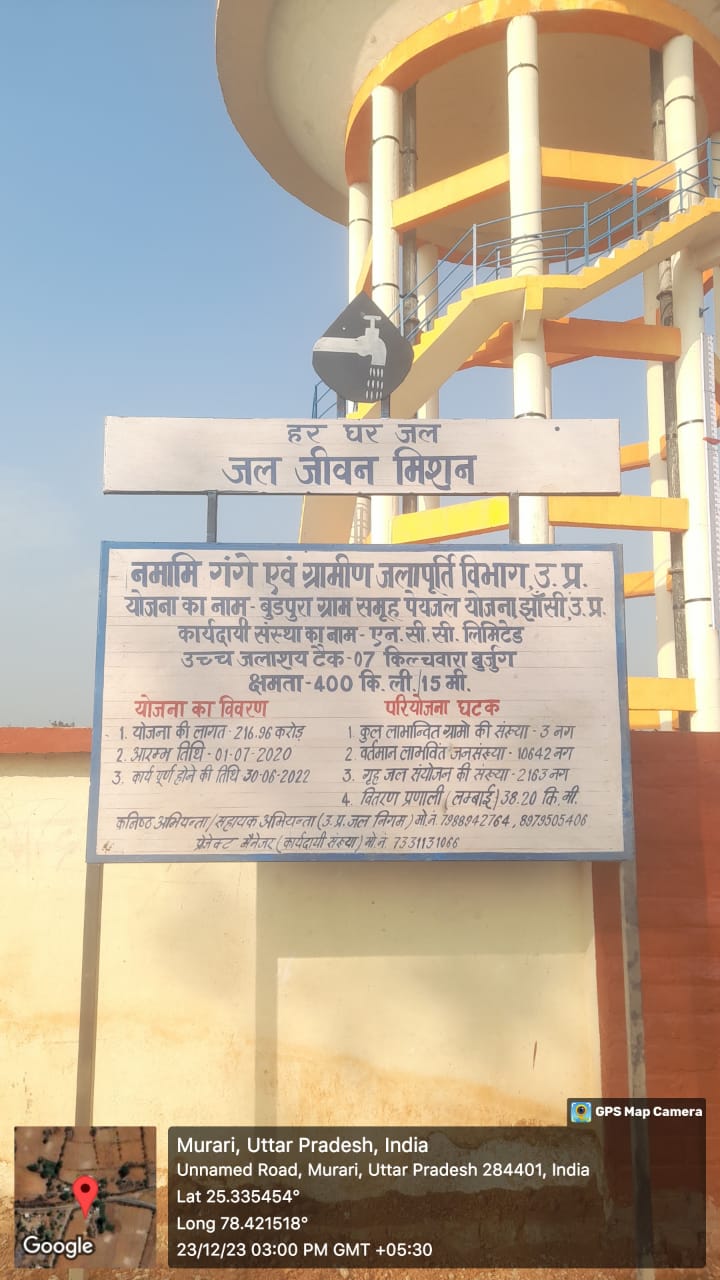 हर घर जल
जल जीवन मिशन
नमामि गंगे एवं ग्रामीण जलापूर्ति विभाग, उ. प्र.
योजना का नाम - बुडपुरा ग्राम समूह पेयजल योजना, झाँसी, उ. प्र.
कार्यदायी संस्था का नाम - एन. सी. सी. लिमिटेड
उच्च जलाशय टैंक -07 किल्चवारा बुर्जुग
क्षमता - 400 कि. ली. /15 मी.
योजना का विवरण
1. योजना की लागत - 216.96 करोड़
2. आरम्भ तिथि - 01-07-2020
3. कार्य पूर्ण होने की तिथि 30-06-2022
परियोजना घटक
1. कुल लाभान्वित ग्रामो की संख्या - 3 नग
2. वर्तमान लाभवित जनसंख्या - 10642 नग
3. गृह जल संयोजन की संख्या - 2163 नग
4. वितरण प्रणाली (लम्बाई) 38.20 कि. मी.
कनिष्ठ अभियन्ता/सहायक अभियन्ता (उ. प्र. जल निगम) मो. नं. 7988942764, 8979505406
प्रोजेक्ट मैनेजर (कार्यदायी संस्था) मो. नं. 7331131066
GPS Map Camera
Murari, Uttar Pradesh, India
Unnamed Road, Murari, Uttar Pradesh 284401, India
Lat 25.335454°
Long 78.421518°
23/12/23 03:00 PM GMT +05:30
Google